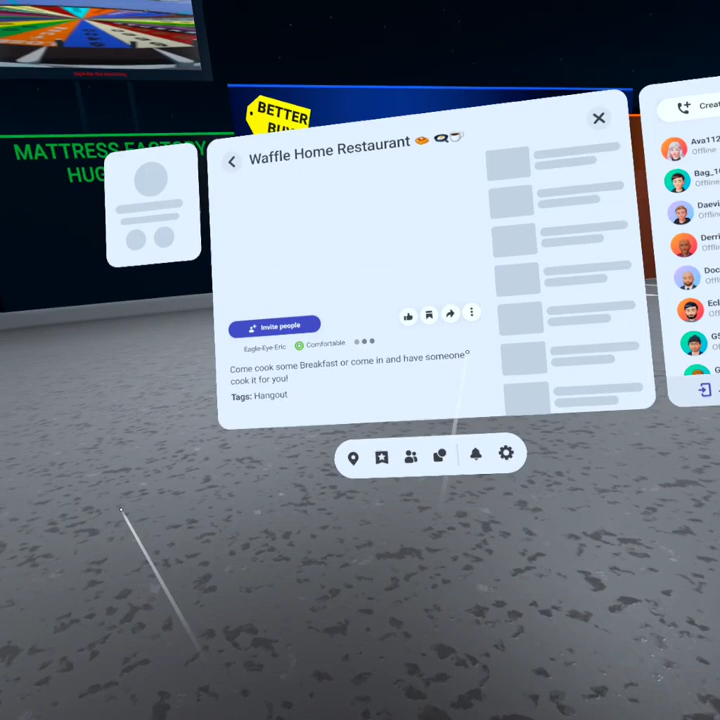 BETTER
BUY
MATTRESS FACTORY
HUG
Waffle Home Restaurant
Invite people
Eagle-Eye-Eric
Comfortable
Come cook some Breakfast or come in and have someone
cook it for you!
Tags: Hangout
Creat
Ava112
Offline
Bag_10
Offline
Daevi
Offline
Derri
Offline
Doc
Offline
Ecl
Offline
GS
Offline
G